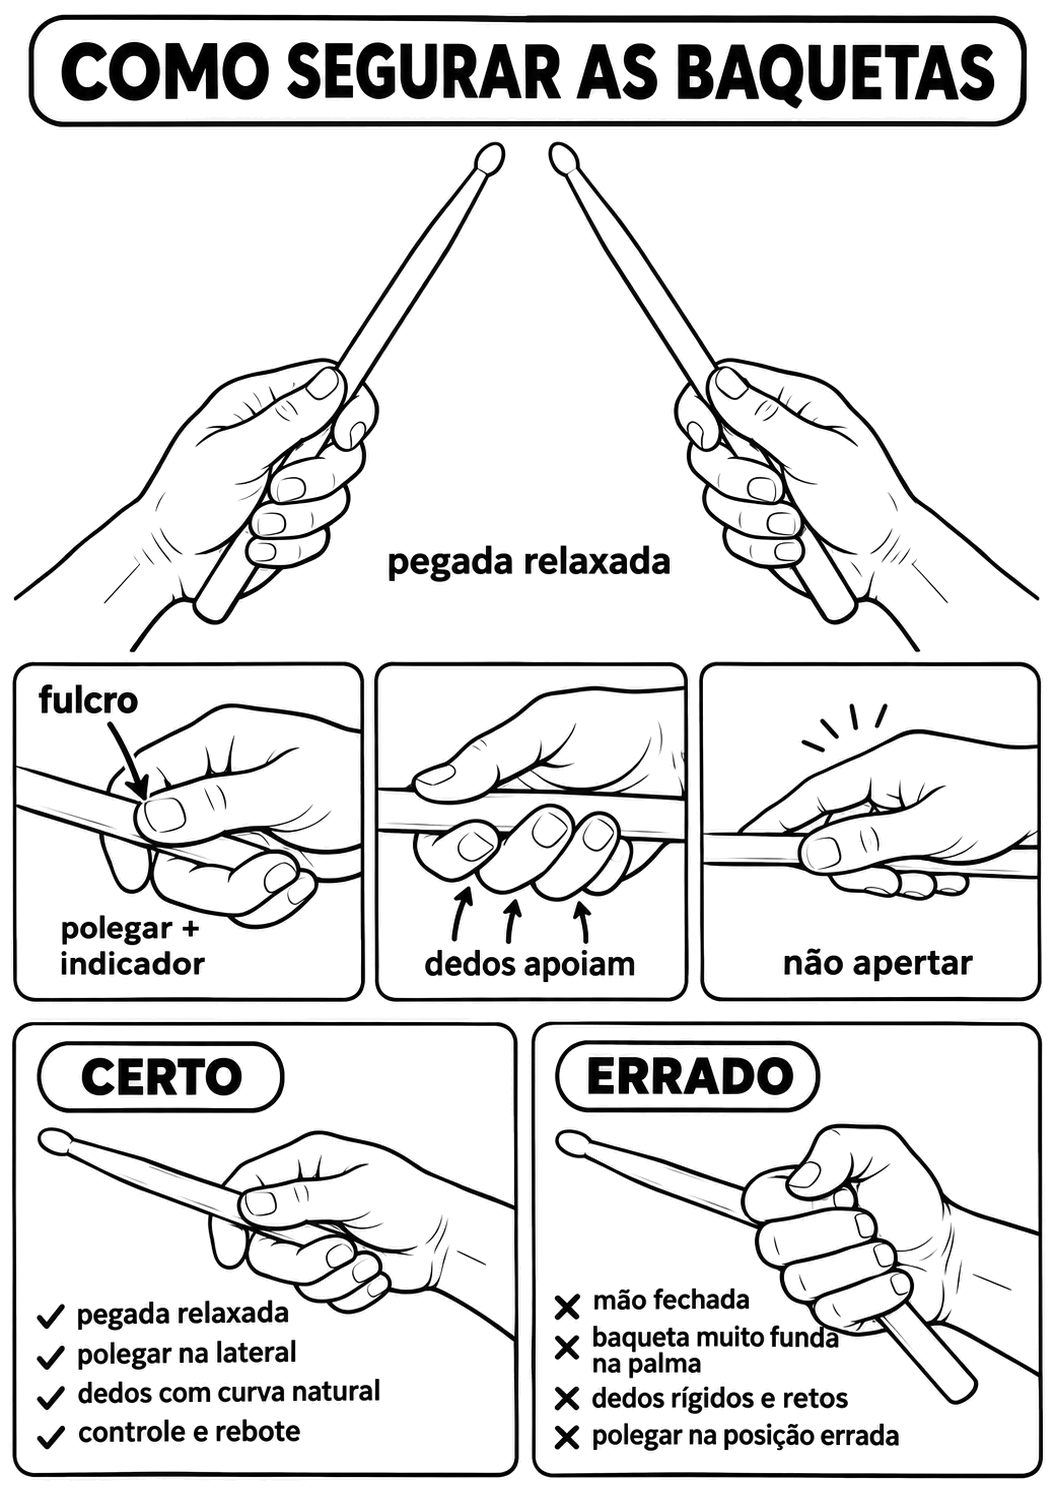 COMO SEGURAR AS BAQUETAS
pegada relaxada
fulcro
polegar +
indicador
dedos apoiam
não apertar
CERTO
pegada relaxada
polegar na lateral
dedos com curva natural
controle e rebote
ERRADO
mão fechada
baqueta muito funda
na palma
dedos rígidos e retos
polegar na posição errada